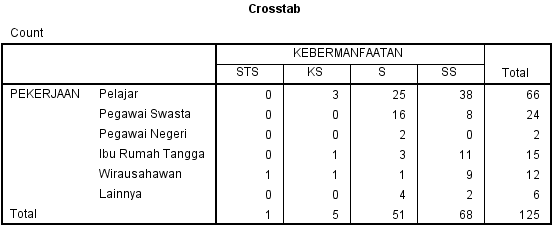 Crosstab
Count
KEBERMANFAATAN
STS KS S SS Total
PEKERJAAN Pelajar 0 3 25 38 66
Pegawai Swasta 0 0 16 8 24
Pegawai Negeri 0 0 2 0 2
Ibu Rumah Tangga 0 1 3 11 15
Wirausahawan 1 1 1 9 12
Lainnya 0 0 4 2 6
Total 1 5 51 68 125